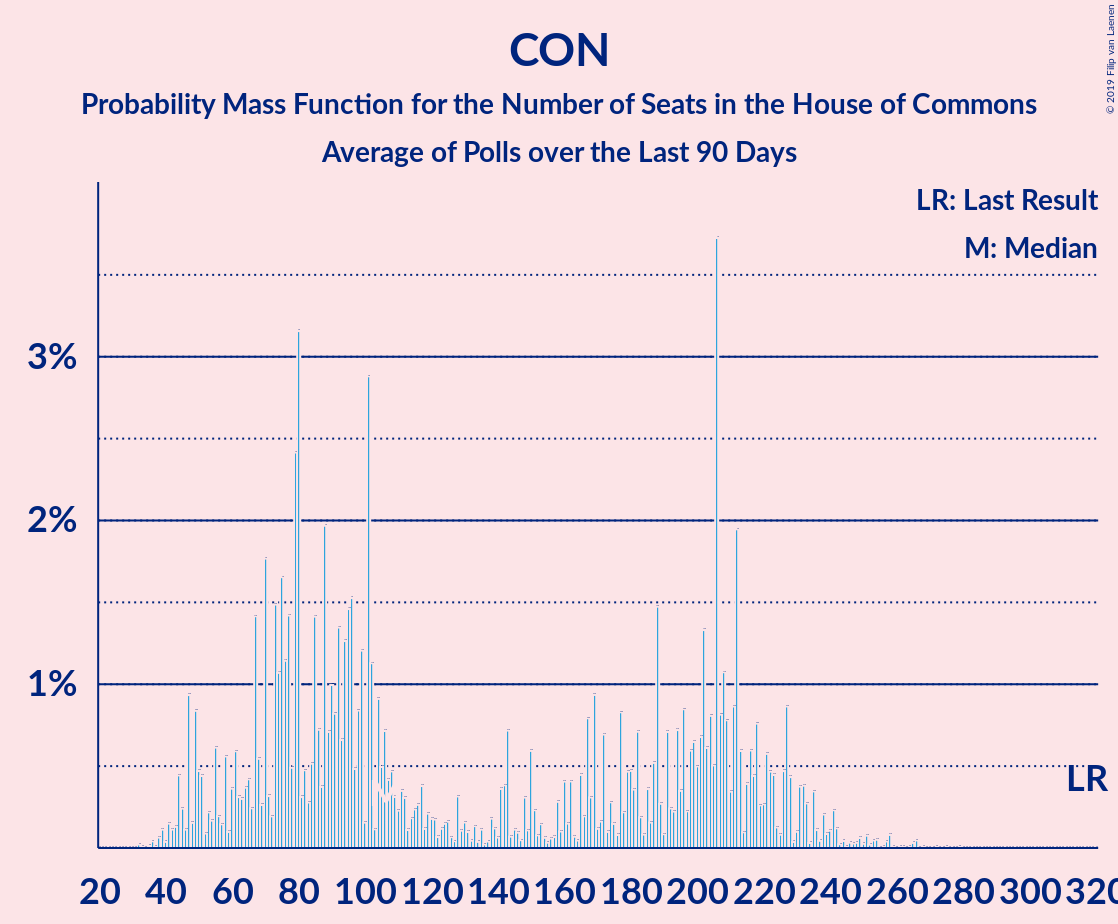 CON
Probability Mass Function for the Number of Seats in the House of Commons
Average of Polls over the Last 90 Days
© 2019 Filip van Laenen
LR: Last Result
M: Median
3%
2%
1%
LR
20 40 60 80 100 120 140 160 180 200 220 240 260 280 300 320